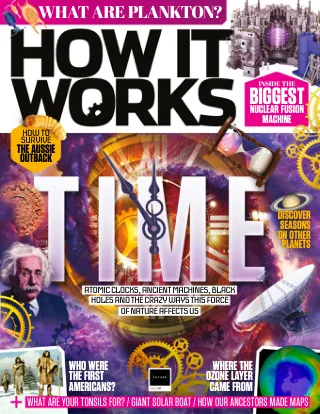 WHAT ARE PLANKTON?
HOW IT
WORKS
INSIDE THE
BIGGEST
NUCLEAR FUSION
MACHINE
HOW TO
SURVIVE
THE AUSSIE
OUTBACK
TIME
DISCOVER
SEASONS
ON OTHER
PLANETS
ATOMIC CLOCKS, ANCIENT MACHINES, BLACK
HOLES AND THE CRAZY WAYS THIS FORCE
OF NATURE AFFECTS US
WHO WERE
THE FIRST
AMERICANS?
FUTURE
WHERE THE
OZONE LAYER
CAME FROM
+ WHAT ARE YOUR TONSILS FOR? / GIANT SOLAR BOAT / HOW OUR ANCESTORS MADE MAPS